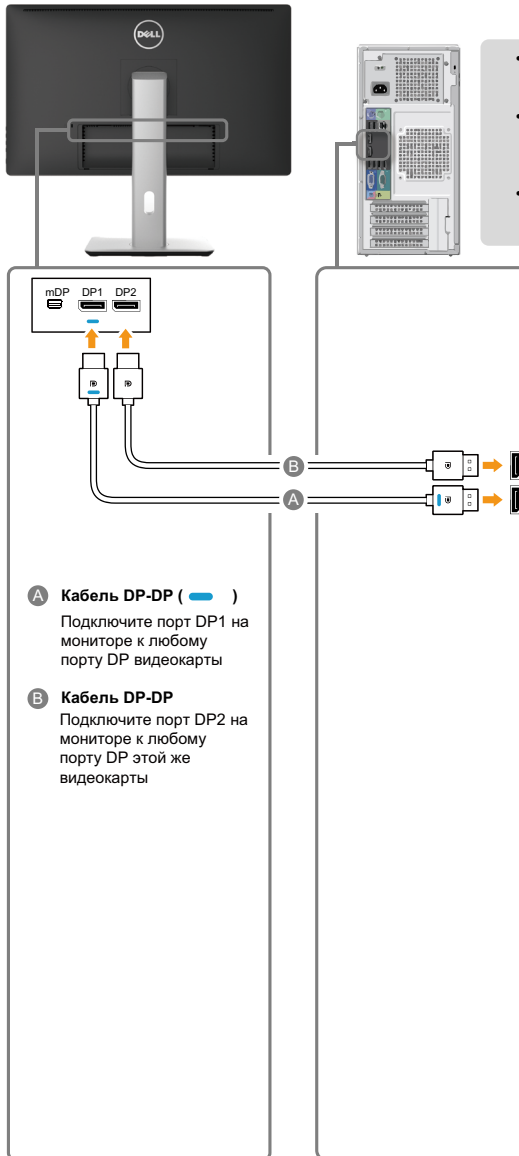 DELL
mDP DP1 DP2
B
A
A Кабель DP-DP ( )
Подключите порт DP1 на
мониторе к любому
порту DP видеокарты
B Кабель DP-DP
Подключите порт DP2 на
мониторе к любому
порту DP этой же
видеокарты